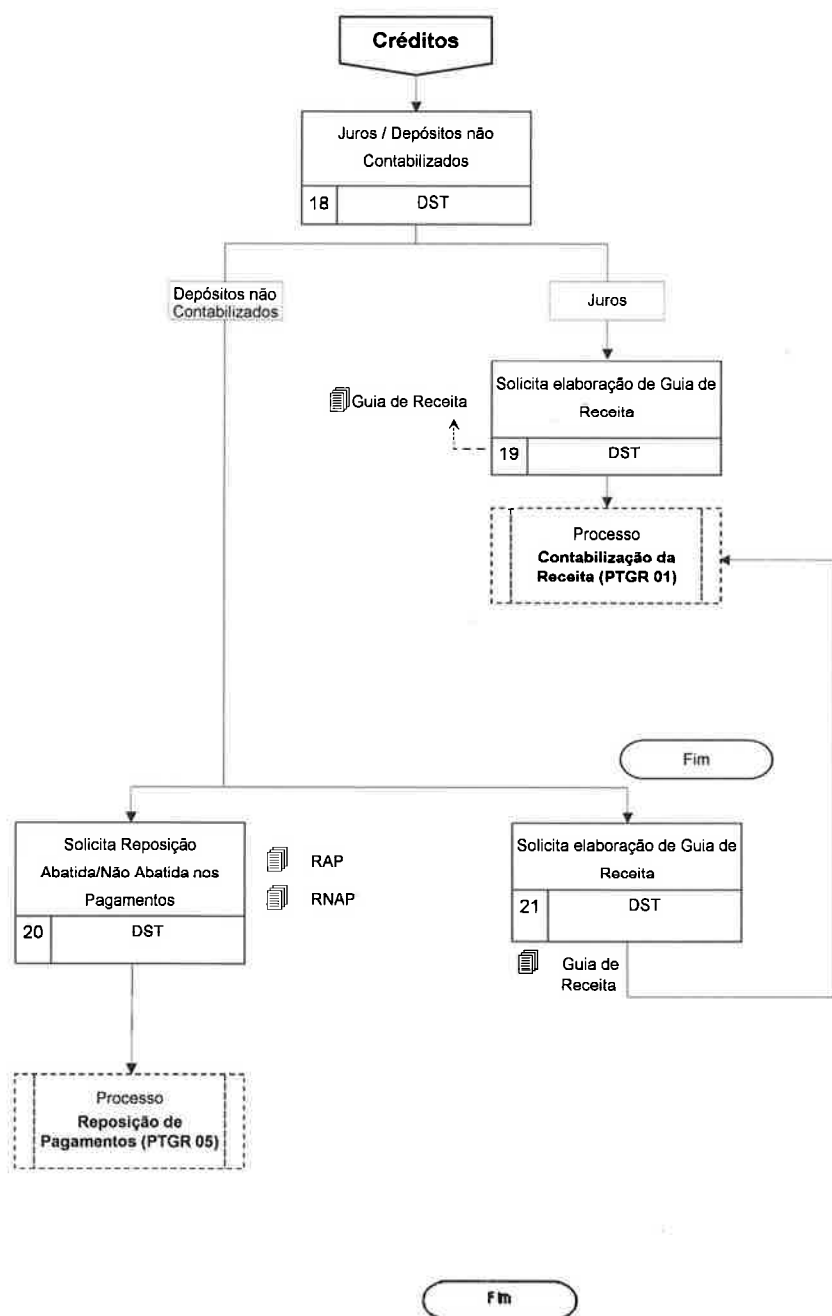 Créditos
Juros / Depósitos não
Contabilizados
18 DST
Depósitos não
Contabilizados
Juros
Solicita elaboração de Guia de
Receita
19 DST
Guia de Receita
Processo
Contabilização da
Receita (PTGR 01)
Fim
Solicita Reposição
Abatida/Não Abatida nos
Pagamentos
20 DST
RAP
RNAP
Solicita elaboração de Guia de
Receita
21 DST
Guia de
Receita
Processo
Reposição de
Pagamentos (PTGR 05)
Fim